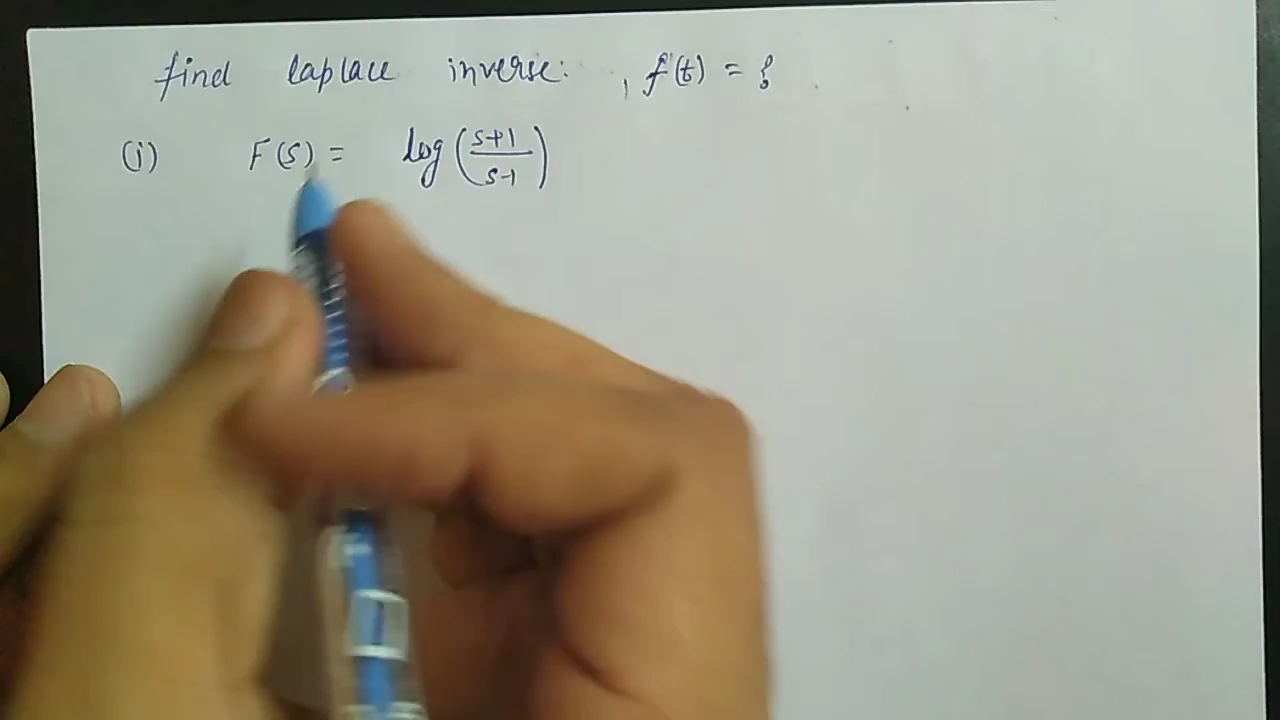 find laplace inverse: , f(t) = {
(i) F(s) = log (s+1/s-1)